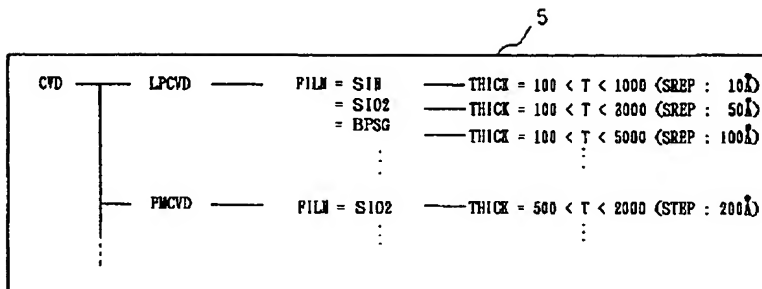 5
CVD LPCVD FILM = SIN THICK = 100 < T < 1000 (SREP : 10Å)
= SIO2 THICK = 100 < T < 3000 (SREP : 50Å)
= BPSG
THICK = 100 < T < 5000 (SREP : 100Å)
PMCVD FILM = SIO2 THICK = 500 < T < 2000 (STEP : 200Å)